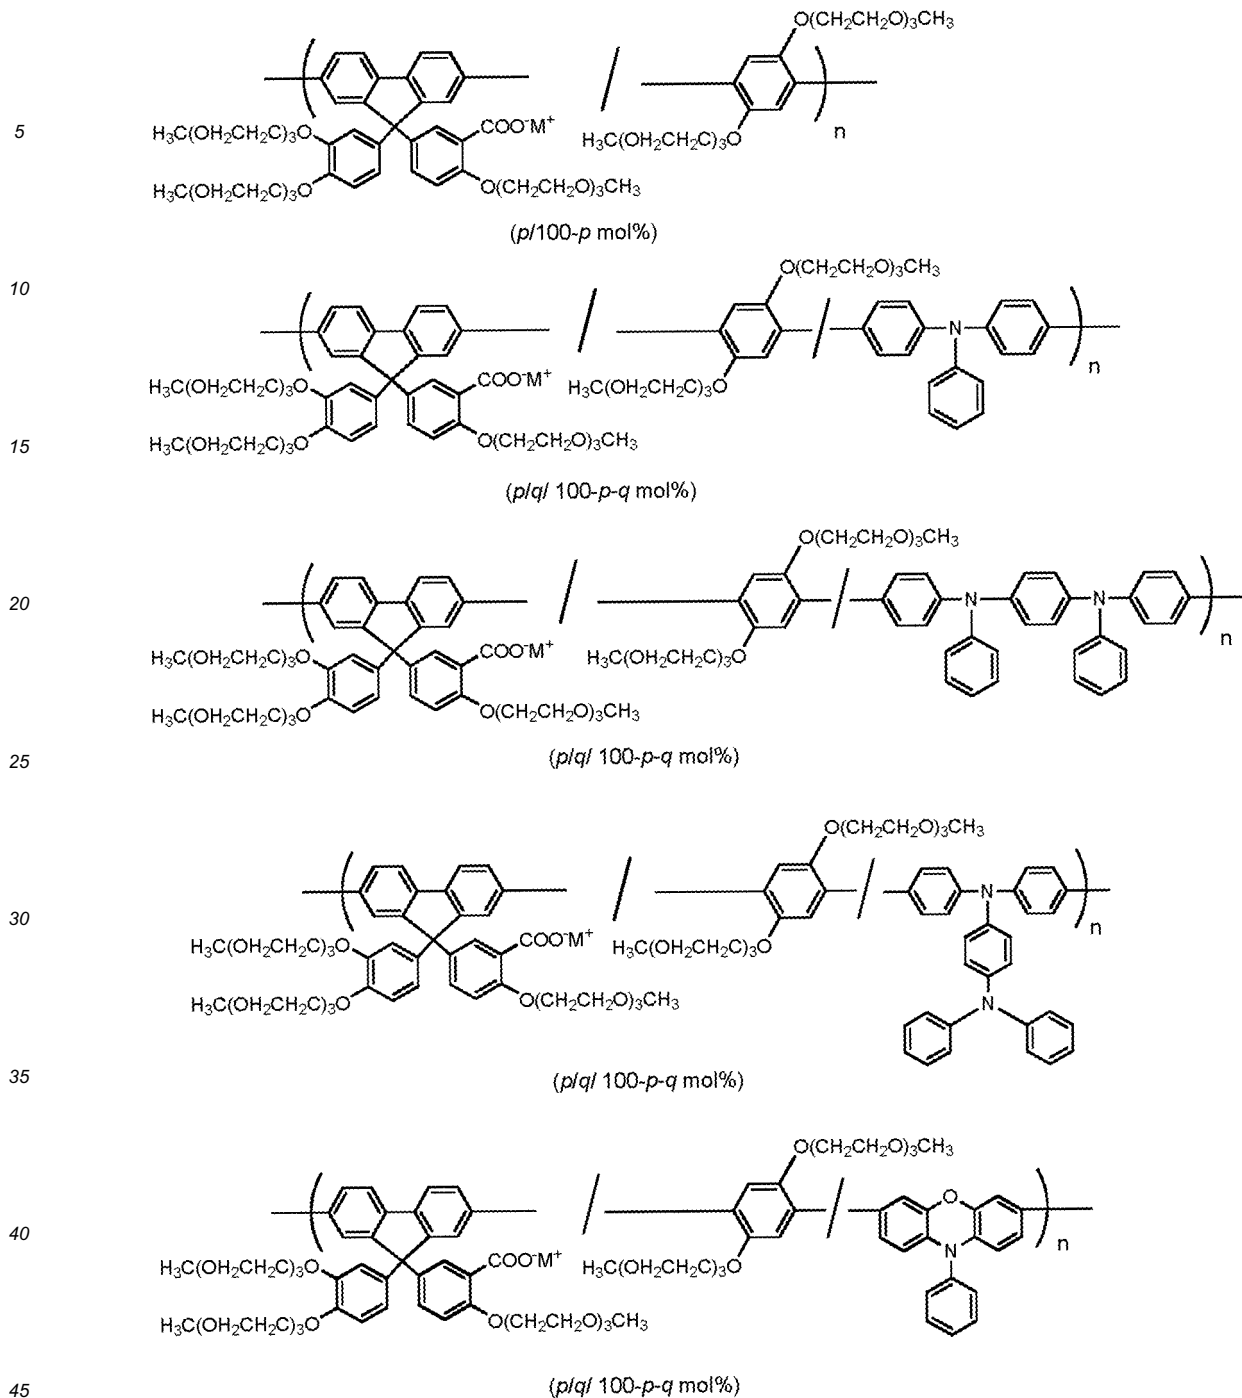 O(CH₂CH₂O)₃CH₃
5
H₃C(OH₂CH₂C)₃O COO⁻M⁺ H₃C(OH₂CH₂C)₃O n
H₃C(OH₂CH₂C)₃O O(CH₂CH₂O)₃CH₃
(p/100-p mol%)
O(CH₂CH₂O)₃CH₃
10
N
H₃C(OH₂CH₂C)₃O COO⁻M⁺ H₃C(OH₂CH₂C)₃O n
15 H₃C(OH₂CH₂C)₃O O(CH₂CH₂O)₃CH₃
(p/q/ 100-p-q mol%)
O(CH₂CH₂O)₃CH₃
20 N N
n
H₃C(OH₂CH₂C)₃O COO⁻M⁺ H₃C(OH₂CH₂C)₃O
H₃C(OH₂CH₂C)₃O O(CH₂CH₂O)₃CH₃
25 (p/q/ 100-p-q mol%)
O(CH₂CH₂O)₃CH₃
N
30 n
H₃C(OH₂CH₂C)₃O COO⁻M⁺ H₃C(OH₂CH₂C)₃O
H₃C(OH₂CH₂C)₃O O(CH₂CH₂O)₃CH₃ N
35 (p/q/ 100-p-q mol%)
O(CH₂CH₂O)₃CH₃
O
40 n
N
H₃C(OH₂CH₂C)₃O COO⁻M⁺ H₃C(OH₂CH₂C)₃O
H₃C(OH₂CH₂C)₃O O(CH₂CH₂O)₃CH₃
45 (p/q/ 100-p-q mol%)